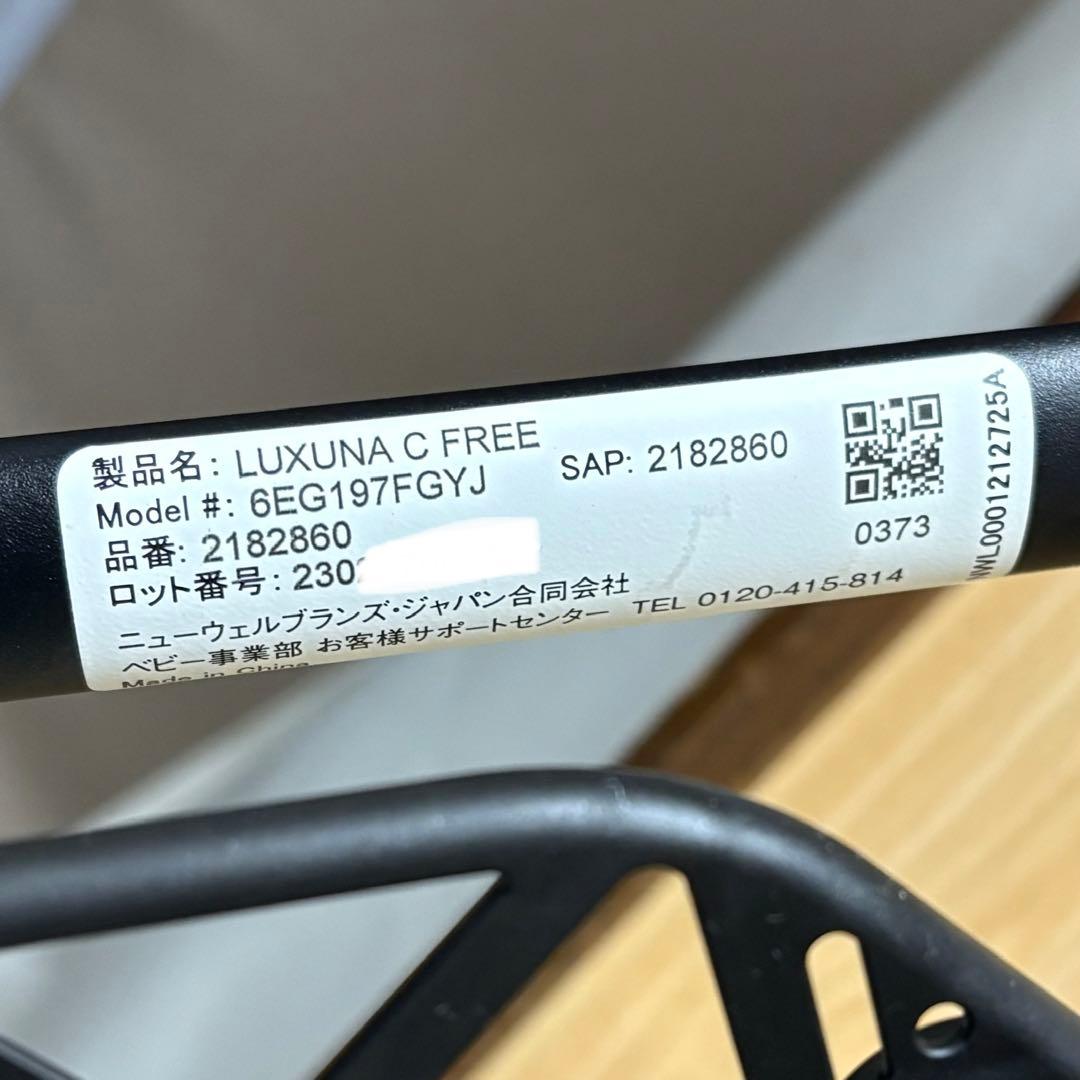 製品名: LUXUNA C FREE
Model #: 6EG197FGYJ
SAP: 2182860
品番: 2182860
ロット番号: 230
ニューウェルブランズ・ジャパン合同会社
ベビー事業部 お客様サポートセンター TEL 0120-415-814
Made in China
0373
NWL0001212725A